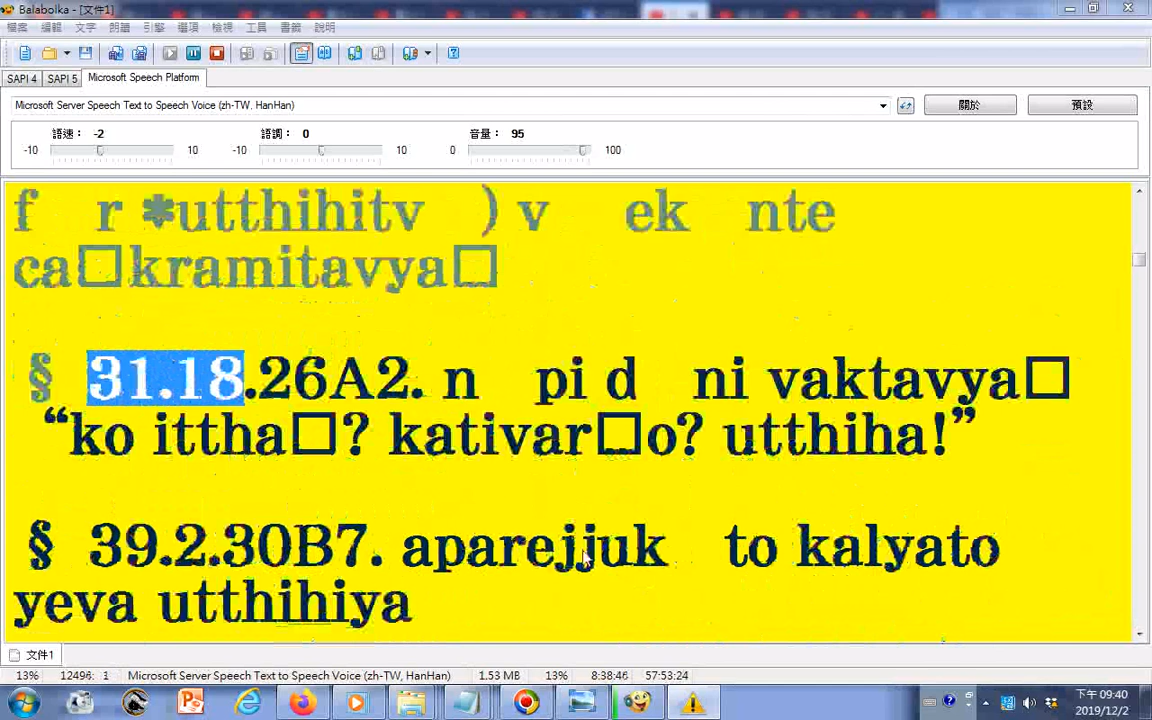 Balabolka - [文件1]
檔案 編輯 文字 朗讀 引擎 選項 檢視 工具 書籤 說明
SAPI 4 SAPI 5 Microsoft Speech Platform
Microsoft Server Speech Text to Speech Voice (zh-TW, HanHan) 關於 預設
語速： -2 語調： 0 音量： 95
-10 10 -10 10 0 100
f r *utthihitv ) v ek nte
ca□kramitavya□
§ 31.18.26A2. n pi d ni vaktavya□
“ko ittha□? kativar□o? utthiha!”
§ 39.2.30B7. aparejjuk to kalyato
yeva utthihiya
文件1
13% 12496: 1 Microsoft Server Speech Text to Speech Voice (zh-TW, HanHan) 1.53 MB 13% 8:38:46 57:53:24
下午 09:40
2019/12/2